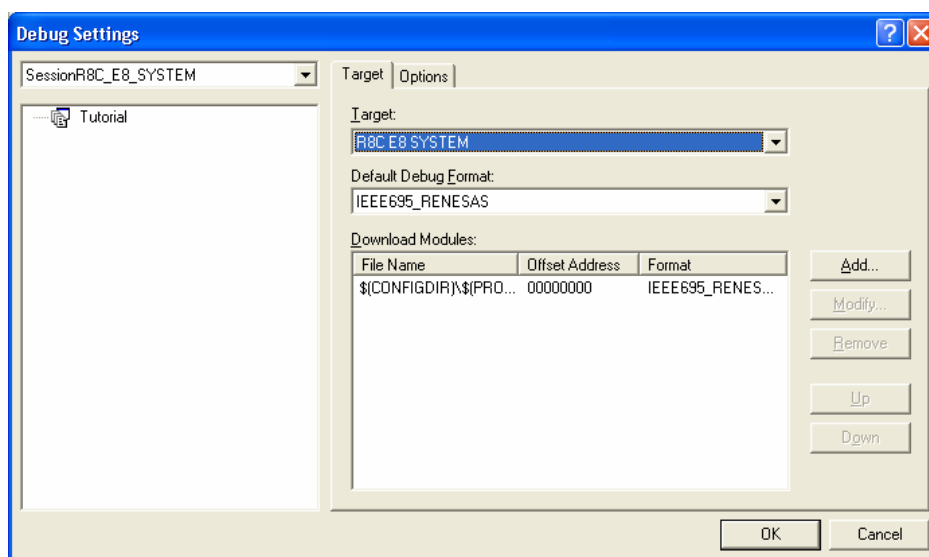 Debug Settings
SessionR8C_E8_SYSTEM
Tutorial
Target Options
Target:
R8C E8 SYSTEM
Default Debug Format:
IEEE695_RENESAS
Download Modules:
File Name Offset Address Format
$(CONFIGDIR)\$(PRO... 00000000 IEEE695_RENES...
Add...
Modify...
Remove
Up
Down
OK Cancel